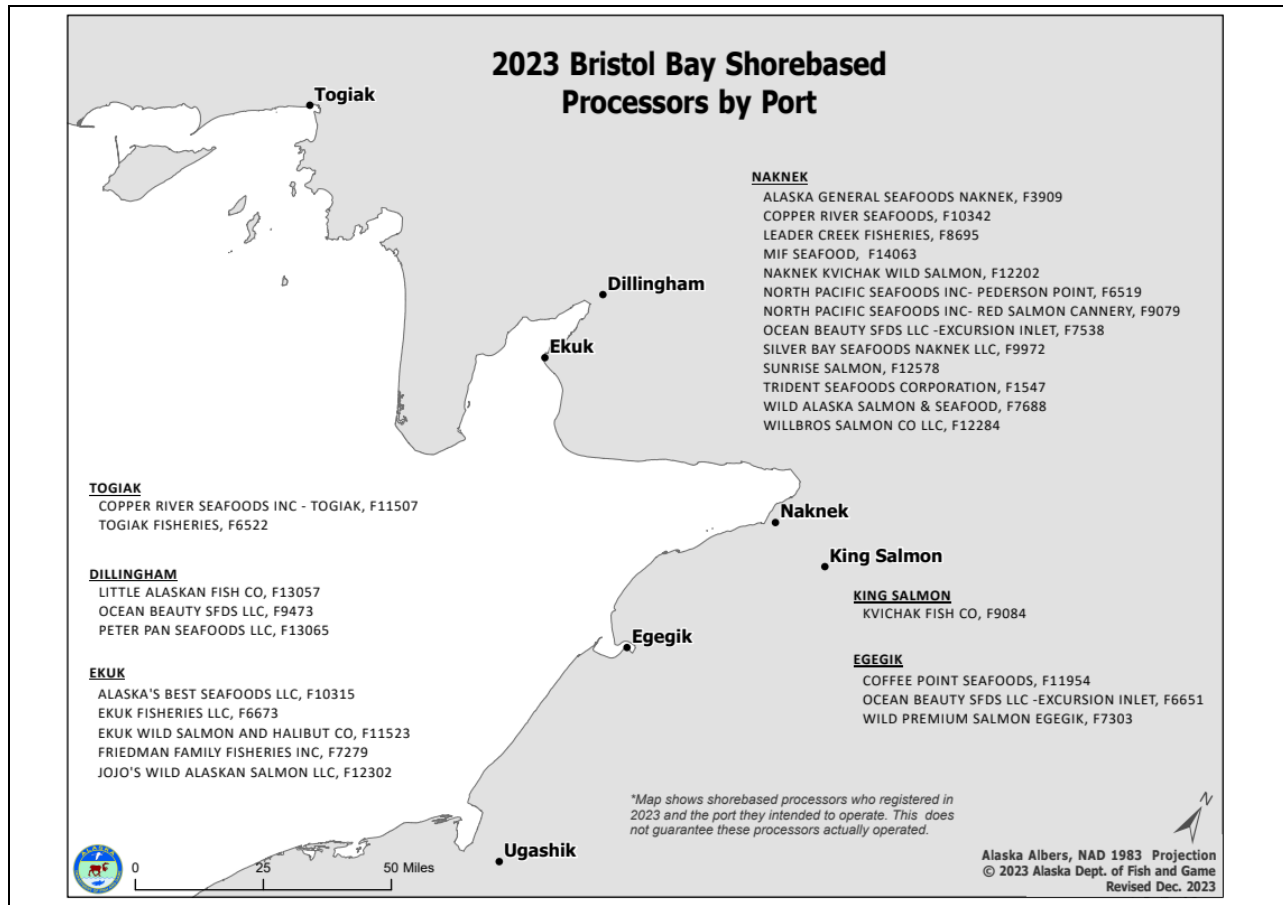 2023 Bristol Bay Shorebased
Processors by Port
Togiak
NAKNEK
ALASKA GENERAL SEAFOODS NAKNEK, F3909
COPPER RIVER SEAFOODS, F10342
LEADER CREEK FISHERIES, F8695
MIF SEAFOOD, F14063
NAKNEK KVICHAK WILD SALMON, F12202
NORTH PACIFIC SEAFOODS INC- PEDERSON POINT, F6519
NORTH PACIFIC SEAFOODS INC- RED SALMON CANNERY, F9079
OCEAN BEAUTY SFDS LLC -EXCURSION INLET, F7538
SILVER BAY SEAFOODS NAKNEK LLC, F9972
SUNRISE SALMON, F12578
TRIDENT SEAFOODS CORPORATION, F1547
WILD ALASKA SALMON & SEAFOOD, F7688
WILLBROS SALMON CO LLC, F12284
Dillingham
Ekuk
TOGIAK
COPPER RIVER SEAFOODS INC - TOGIAK, F11507
TOGIAK FISHERIES, F6522
DILLINGHAM
LITTLE ALASKAN FISH CO, F13057
OCEAN BEAUTY SFDS LLC, F9473
PETER PAN SEAFOODS LLC, F13065
EKUK
ALASKA'S BEST SEAFOODS LLC, F10315
EKUK FISHERIES LLC, F6673
EKUK WILD SALMON AND HALIBUT CO, F11523
FRIEDMAN FAMILY FISHERIES INC, F7279
JOJO'S WILD ALASKAN SALMON LLC, F12302
Naknek
King Salmon
KING SALMON
KVICHAK FISH CO, F9084
Egegik
EGEGIK
COFFEE POINT SEAFOODS, F11954
OCEAN BEAUTY SFDS LLC -EXCURSION INLET, F6651
WILD PREMIUM SALMON EGEGIK, F7303
*Map shows shorebased processors who registered in
2023 and the port they intended to operate. This does
not guarantee these processors actually operated.
N
Ugashik
0 25 50 Miles
Alaska Albers, NAD 1983 Projection
© 2023 Alaska Dept. of Fish and Game
Revised Dec. 2023